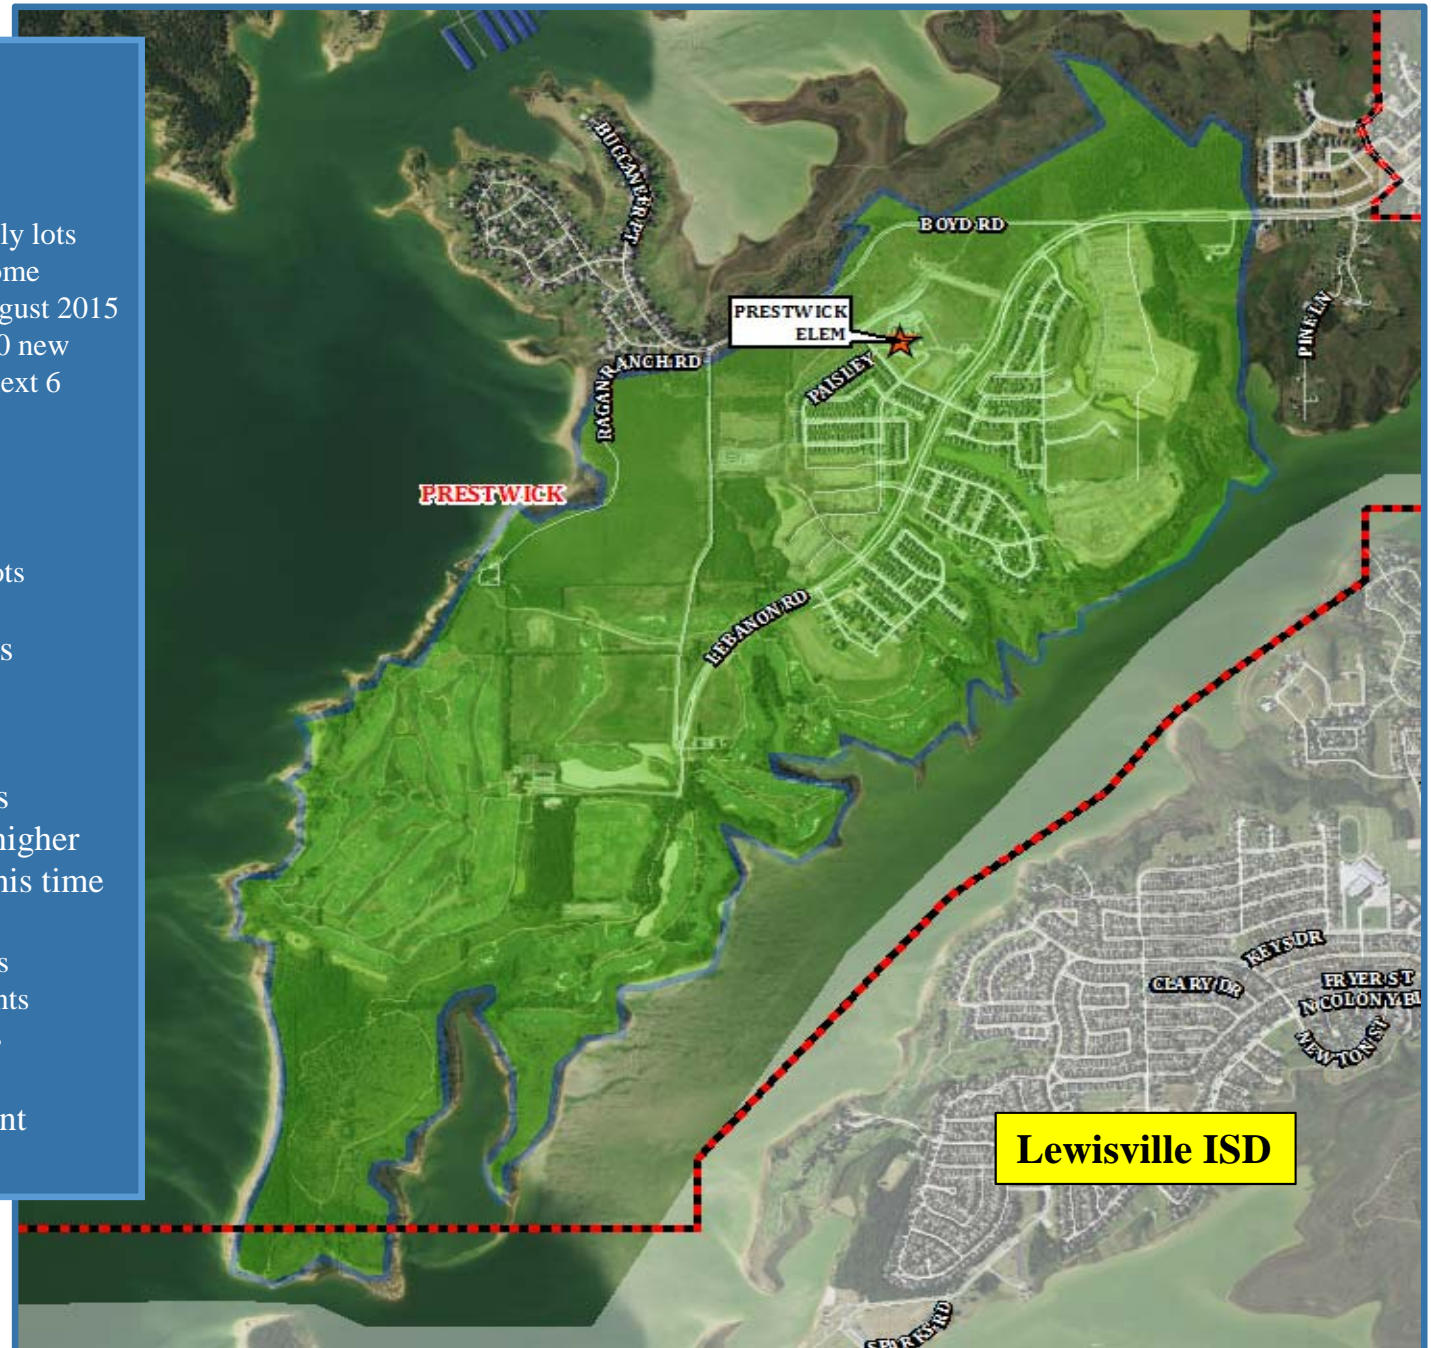 ly lots
ome
gust 2015
0 new
ext 6
ots
s
s
higher
his time
s
nts
nt
BUCCANEER PT
BOYD RD
PRESTWICK
ELEM
PINE LN
RANCH RD
PAISLEY
RAGAN
PRESTWICK
LEBANON RD
KEYS DR
CLARY DR
FRYER ST
N COLONY BL
NEWTON ST
Lewisville ISD
SPARKS RD